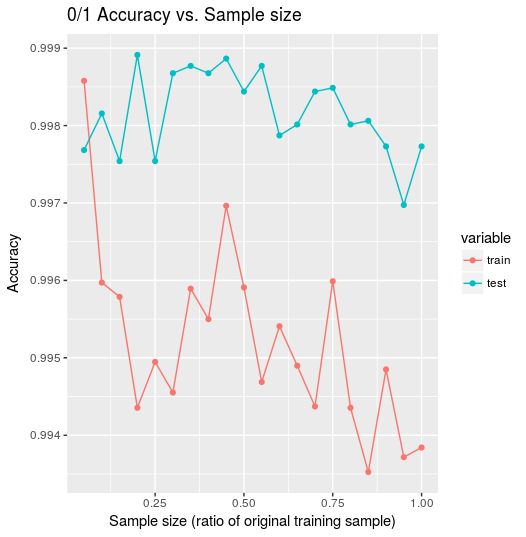 0/1 Accuracy vs. Sample size
0.999
0.998
0.997
0.996
0.995
0.994
Accuracy
0.25 0.50 0.75 1.00
Sample size (ratio of original training sample)
variable
train
test